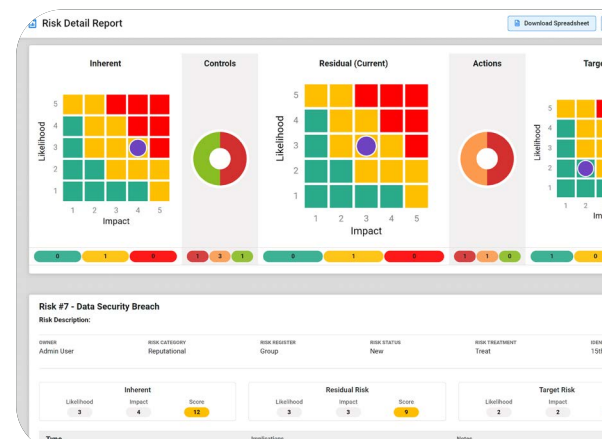 Risk Detail Report
Download Spreadsheet
Inherent
Controls
Residual (Current)
Actions
Likelihood
5
4
3
2
1
1 2 3 4 5
Impact
Likelihood
5
4
3
2
1
1 2 3 4 5
Impact
Likelihood
5
4
3
2
1
1 2
0 1 0
1 3 1
0 1 0
1 1 0
1 0
Risk #7 - Data Security Breach
Risk Description:
OWNER RISK CATEGORY RISK REGISTER RISK STATUS RISK TREATMENT
Admin User Reputational Group New Treat
Inherent Residual Risk Target Risk
Likelihood Impact Score Likelihood Impact Score Likelihood Impact
3 4 12 3 3 9 2 2
Type Implications Notes